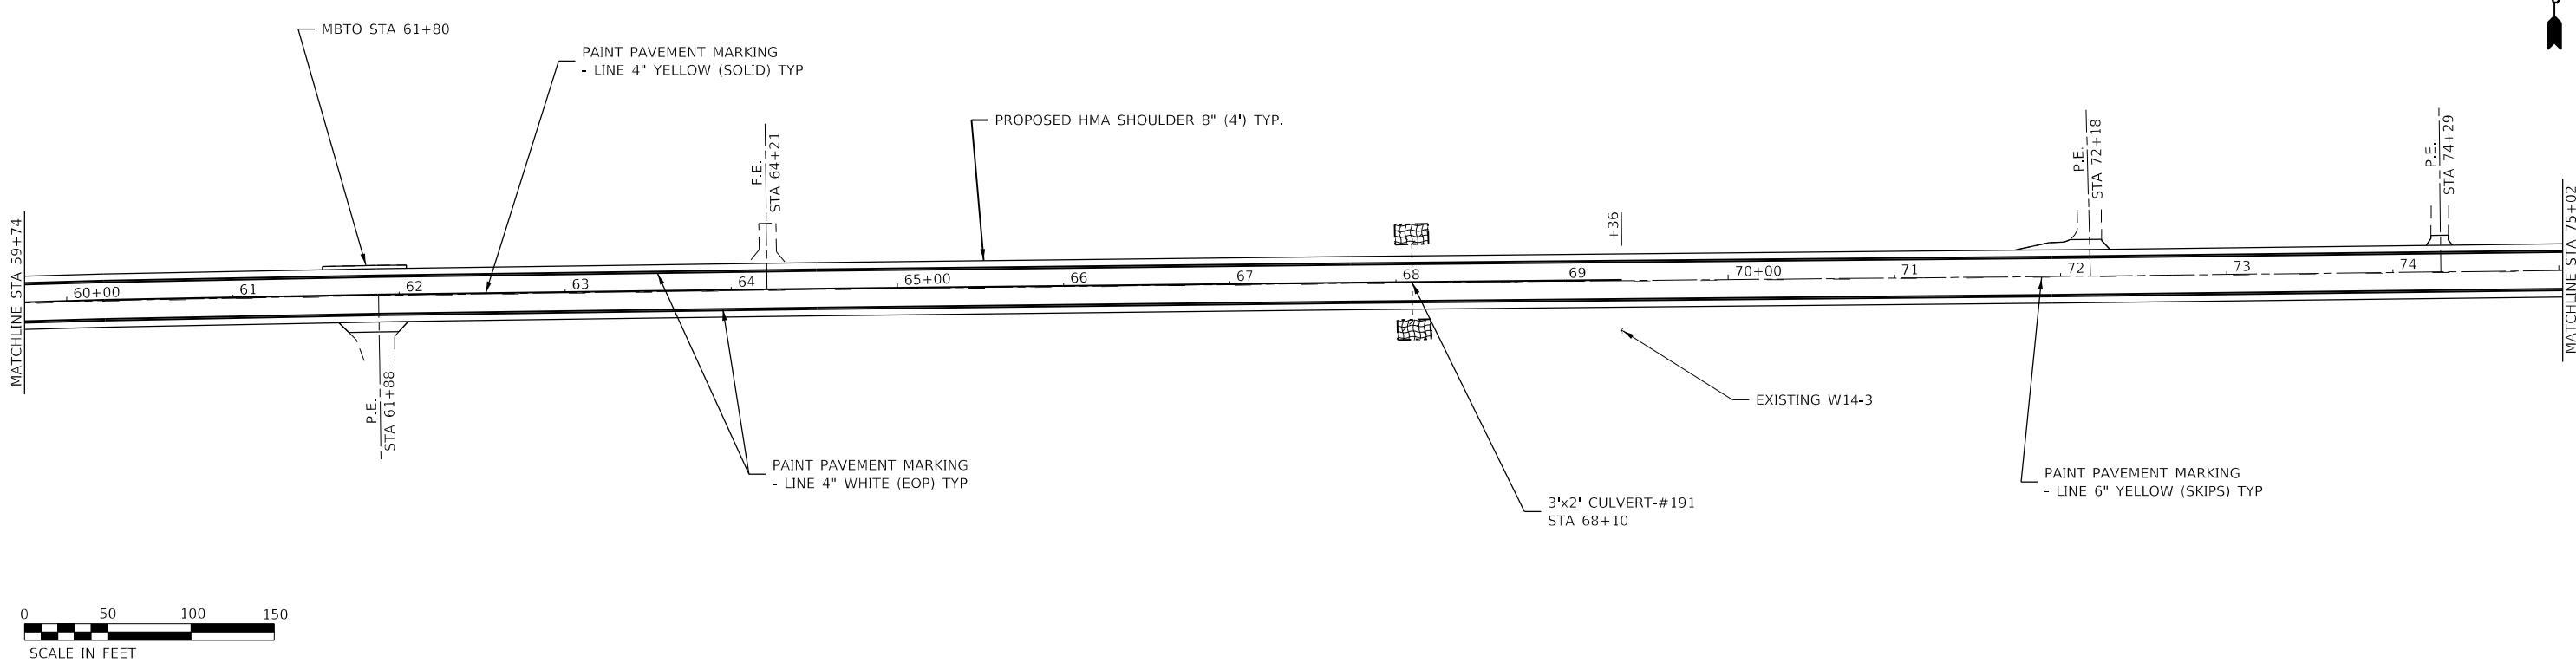 MBTO STA 61+80
PAINT PAVEMENT MARKING
- LINE 4" YELLOW (SOLID) TYP
PROPOSED HMA SHOULDER 8" (4') TYP.
F.E.
STA 64+21
+36
P.E.
STA 72+18
P.E.
STA 74+29
MATCHLINE STA 59+74
60+00
61
62
63
64
65+00
66
67
68
69
70+00
71
72
73
74
MATCHLINE STA 75+02
P.E.
STA 61+88
EXISTING W14-3
PAINT PAVEMENT MARKING
- LINE 4" WHITE (EOP) TYP
3'x2' CULVERT-#191
STA 68+10
PAINT PAVEMENT MARKING
- LINE 6" YELLOW (SKIPS) TYP
0 50 100 150
SCALE IN FEET